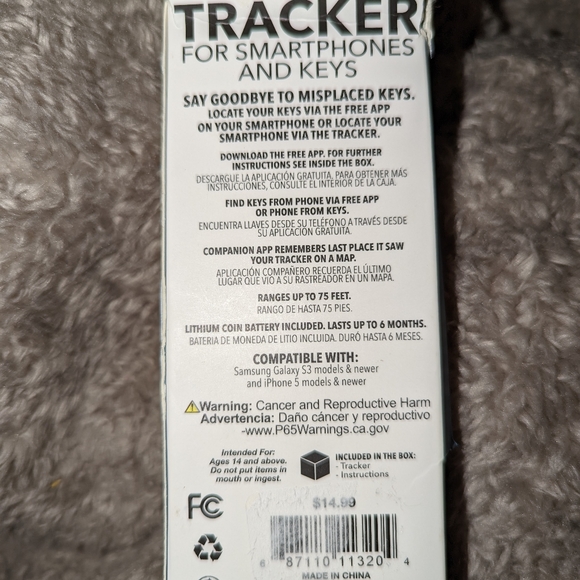 TRACKER
FOR SMARTPHONES
AND KEYS
SAY GOODBYE TO MISPLACED KEYS.
LOCATE YOUR KEYS VIA THE FREE APP
ON YOUR SMARTPHONE OR LOCATE YOUR
SMARTPHONE VIA THE TRACKER.
DOWNLOAD THE FREE APP. FOR FURTHER
INSTRUCTIONS SEE INSIDE THE BOX.
DESCARGUE LA APLICACIÓN GRATUITA. PARA OBTENER MÁS
INSTRUCCIONES, CONSULTE EL INTERIOR DE LA CAJA.
FIND KEYS FROM PHONE VIA FREE APP
OR PHONE FROM KEYS.
ENCUENTRA LLAVES DESDE SU TELÉFONO A TRAVÉS DESDE
SU APLICACIÓN GRATUITA.
COMPANION APP REMEMBERS LAST PLACE IT SAW
YOUR TRACKER ON A MAP.
APLICACIÓN COMPAÑERO RECUERDA EL ÚLTIMO
LUGAR QUE VIO A SU RASTREADOR EN UN MAPA.
RANGES UP TO 75 FEET.
RANGO DE HASTA 75 PIES.
LITHIUM COIN BATTERY INCLUDED. LASTS UP TO 6 MONTHS.
BATERIA DE MONEDA DE LITIO INCLUIDA. DURÓ HASTA 6 MESES.
COMPATIBLE WITH:
Samsung Galaxy S3 models & newer
and iPhone 5 models & newer
Warning: Cancer and Reproductive Harm
Advertencia: Daño cáncer y reproductivo
-www.P65Warnings.ca.gov
Intended For:
Ages 14 and above.
Do not put items in
mouth or ingest.
INCLUDED IN THE BOX:
- Tracker
- Instructions
FC
$14.99
6 87110 11320 4
MADE IN CHINA